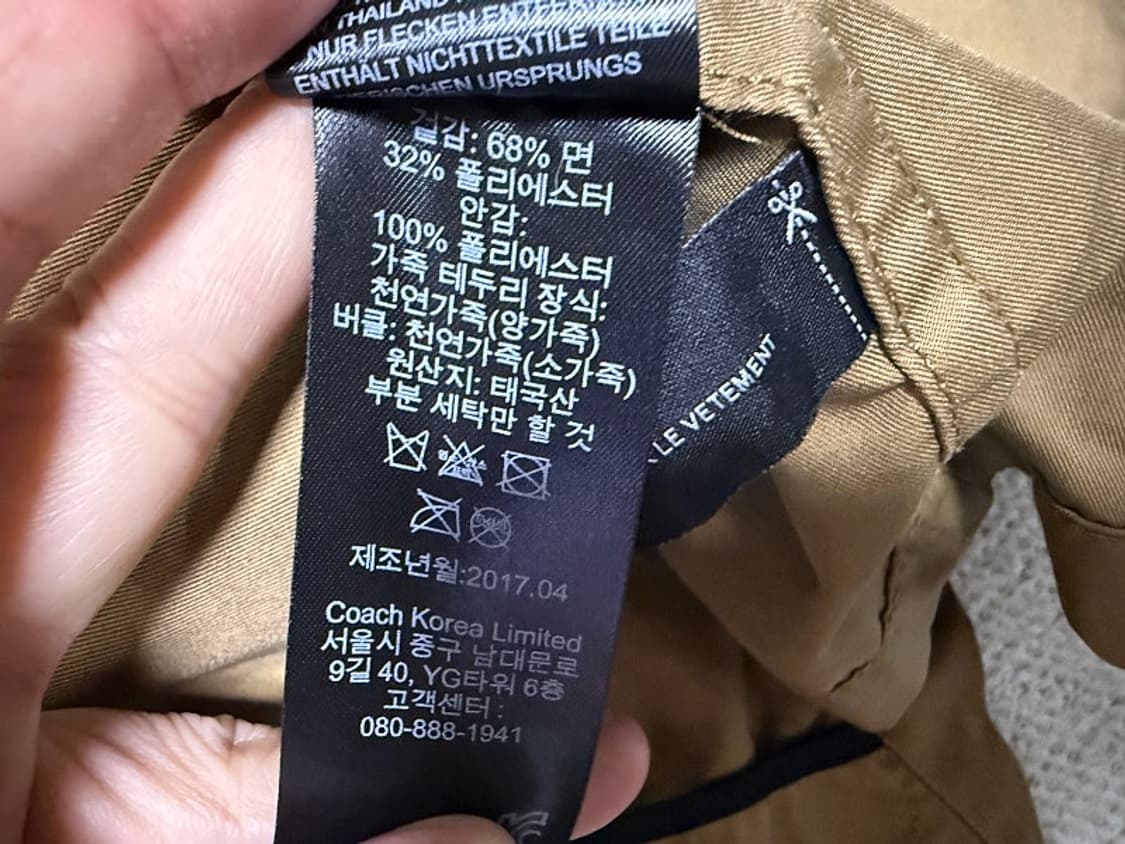 THAILAND
NUR FLECKEN ENTFERNEN
ENTHÄLT NICHTTEXTILE TEILE
TIERISCHEN URSPRUNGS
겉감: 68% 면
32% 폴리에스터
안감:
100% 폴리에스터
가죽 테두리 장식:
천연가죽(양가죽)
버클: 천연가죽(소가죽)
원산지: 태국산
부분 세탁만 할 것
제조년월:2017.04
Coach Korea Limited
서울시 중구 남대문로
9길 40, YG타워 6층
고객센터 :
080-888-1941
LE VETEMENT